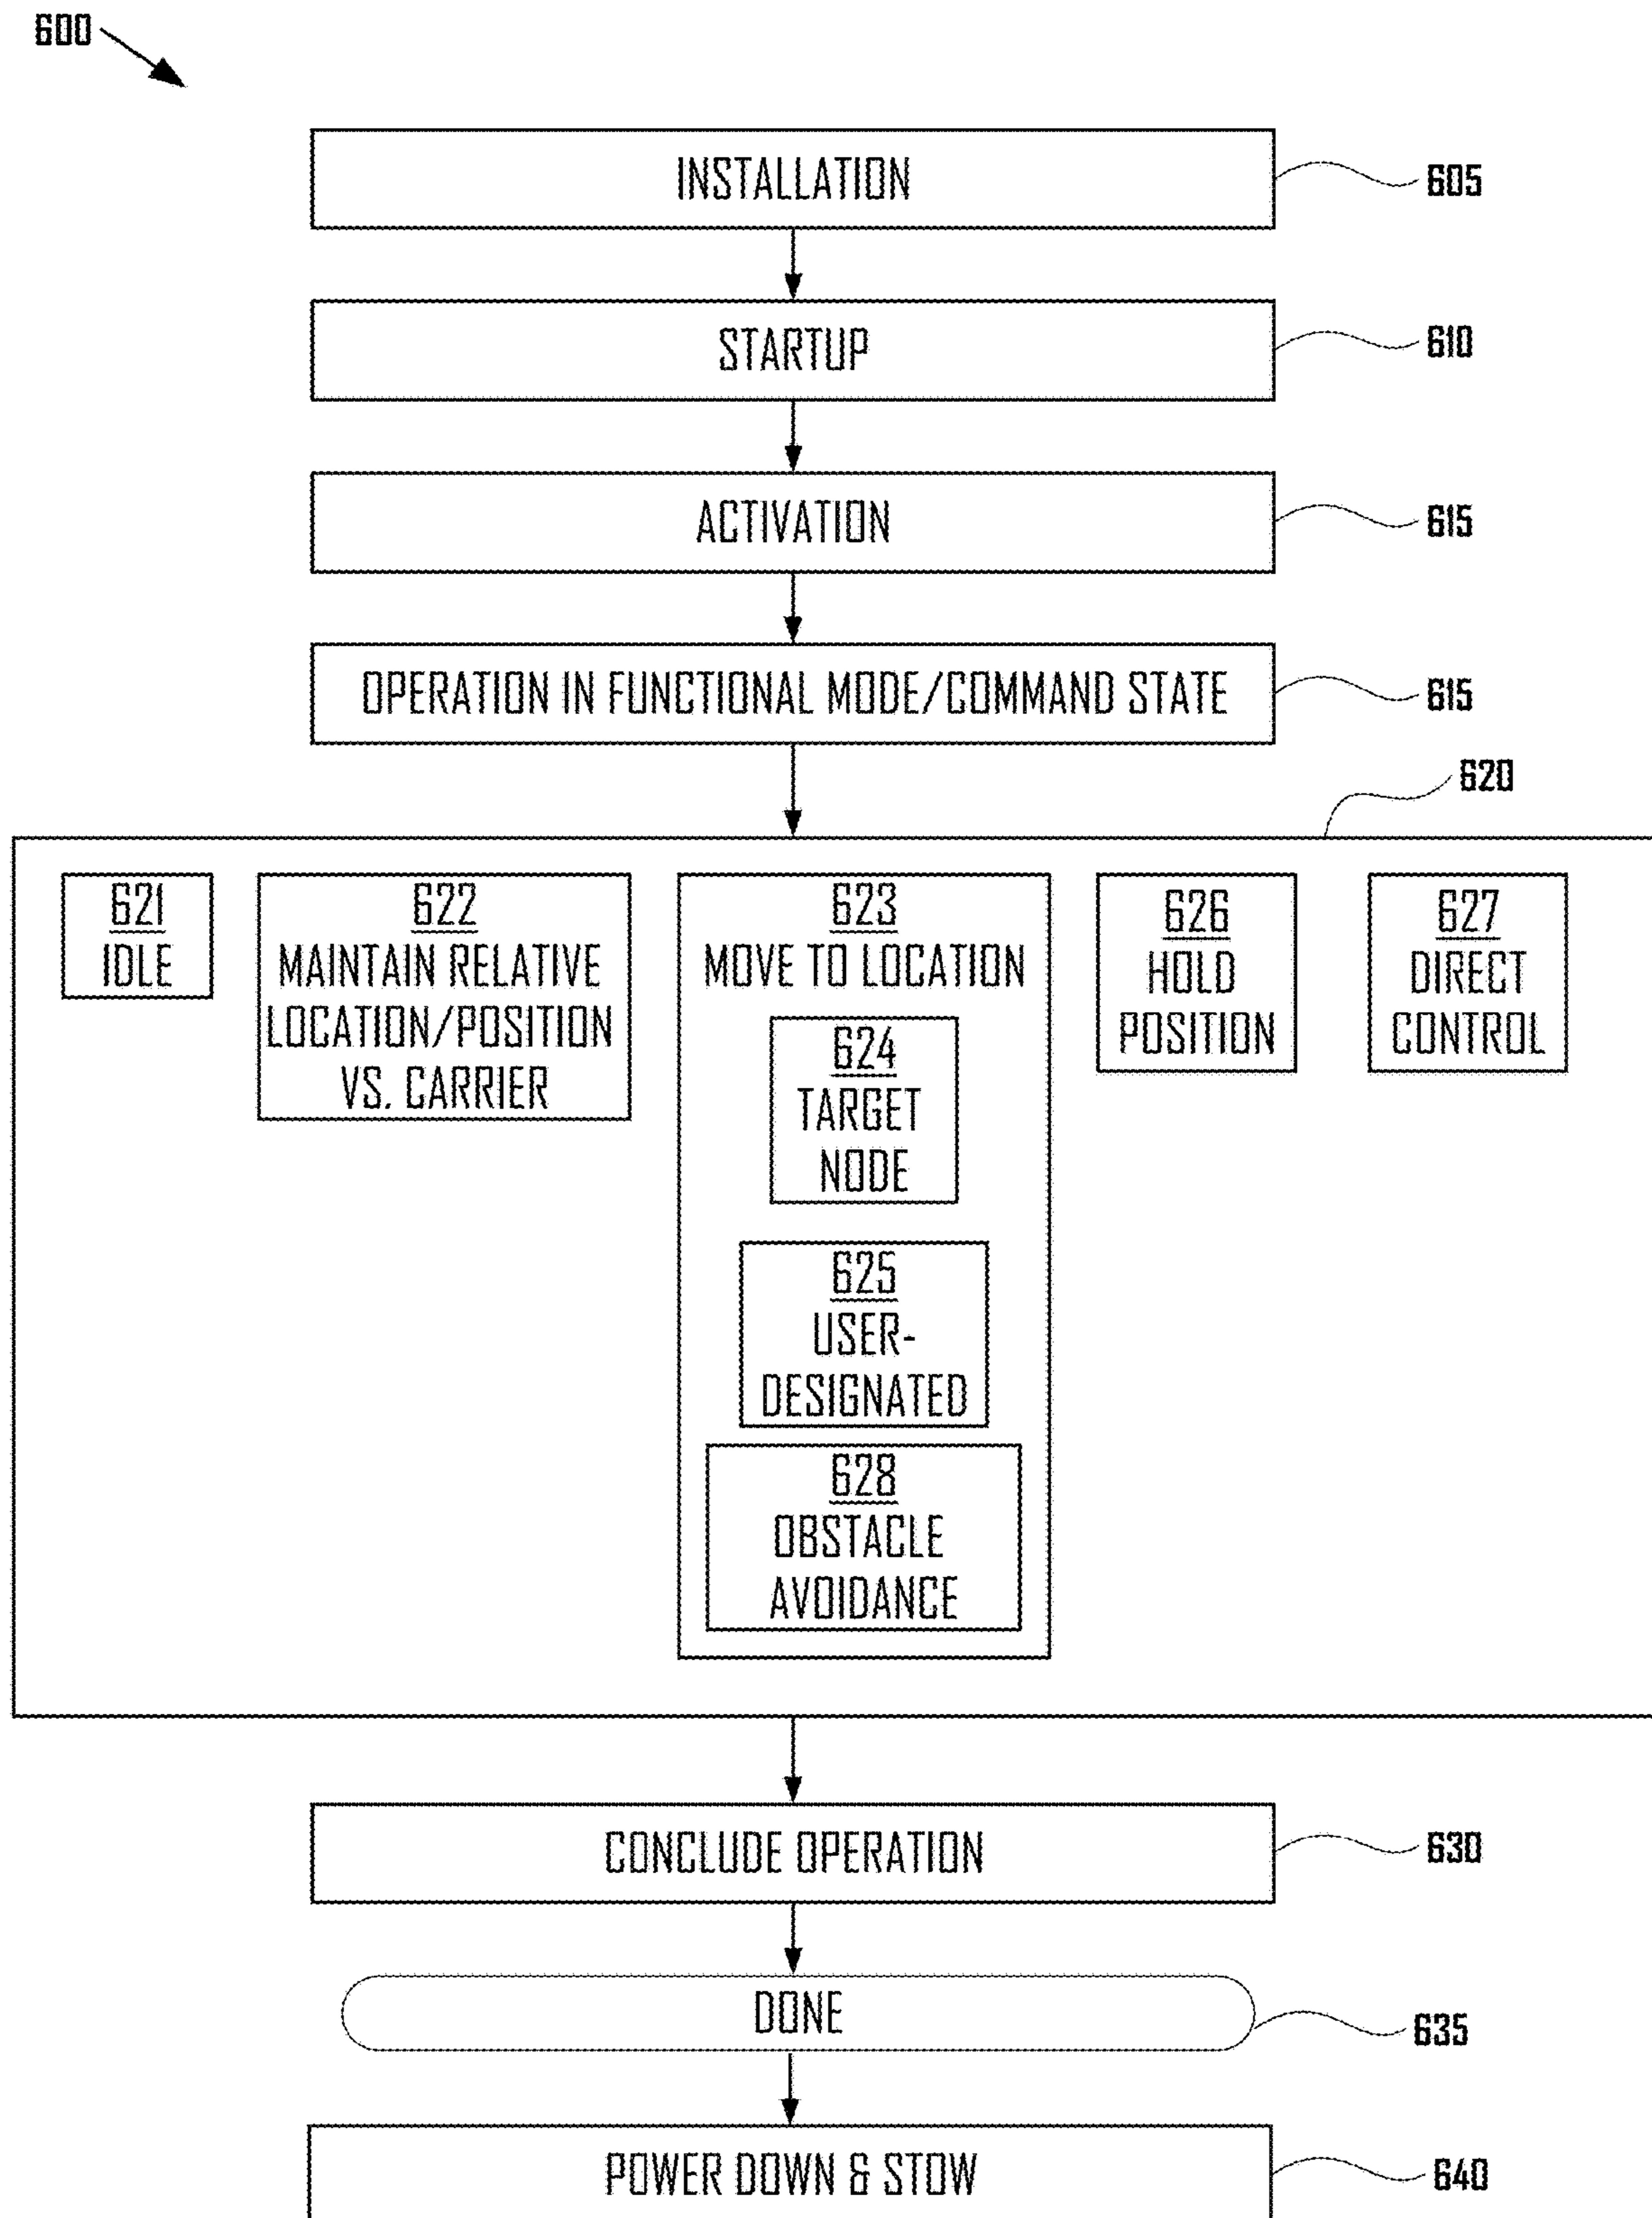 600
INSTALLATION
605
STARTUP
610
ACTIVATION
615
OPERATION IN FUNCTIONAL MODE/COMMAND STATE
615
620
621
IDLE
622
MAINTAIN RELATIVE
LOCATION/POSITION
VS. CARRIER
623
MOVE TO LOCATION
624
TARGET
NODE
625
USER-
DESIGNATED
628
OBSTACLE
AVOIDANCE
626
HOLD
POSITION
627
DIRECT
CONTROL
CONCLUDE OPERATION
630
DONE
635
POWER DOWN & STOW
640